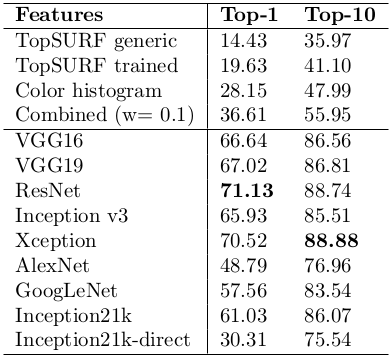 Features Top-1 Top-10
TopSURF generic 14.43 35.97
TopSURF trained 19.63 41.10
Color histogram 28.15 47.99
Combined (w= 0.1) 36.61 55.95
VGG16 66.64 86.56
VGG19 67.02 86.81
ResNet 71.13 88.74
Inception v3 65.93 85.51
Xception 70.52 88.88
AlexNet 48.79 76.96
GoogLeNet 57.56 83.54
Inception21k 61.03 86.07
Inception21k-direct 30.31 75.54